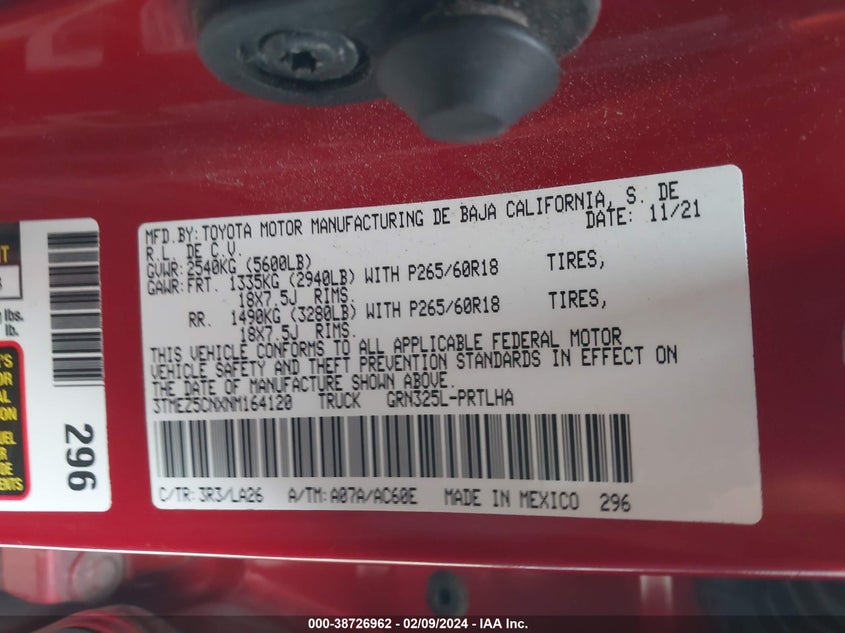 MFD.BY:TOYOTA MOTOR MANUFACTURING DE BAJA CALIFORNIA, S. DE
R.L. DE C.V. DATE: 11/21
GVWR:2540KG (5600LB)
GAWR:FRT. 1335KG (2940LB) WITH P265/60R18 TIRES,
18X7.5J RIMS.
RR. 1490KG (3280LB) WITH P265/60R18 TIRES,
18X7.5J RIMS.
THIS VEHICLE CONFORMS TO ALL APPLICABLE FEDERAL MOTOR
VEHICLE SAFETY AND THEFT PREVENTION STANDARDS IN EFFECT ON
THE DATE OF MANUFACTURE SHOWN ABOVE.
3TMEZ5CNXNM164120 TRUCK GRN325L-PRTLHA
C/TR:3R3/LA26 A/TM:A07A/AC60E MADE IN MEXICO 296
lbs.
lb.
296
000-38726962 - 02/09/2024 - IAA Inc.